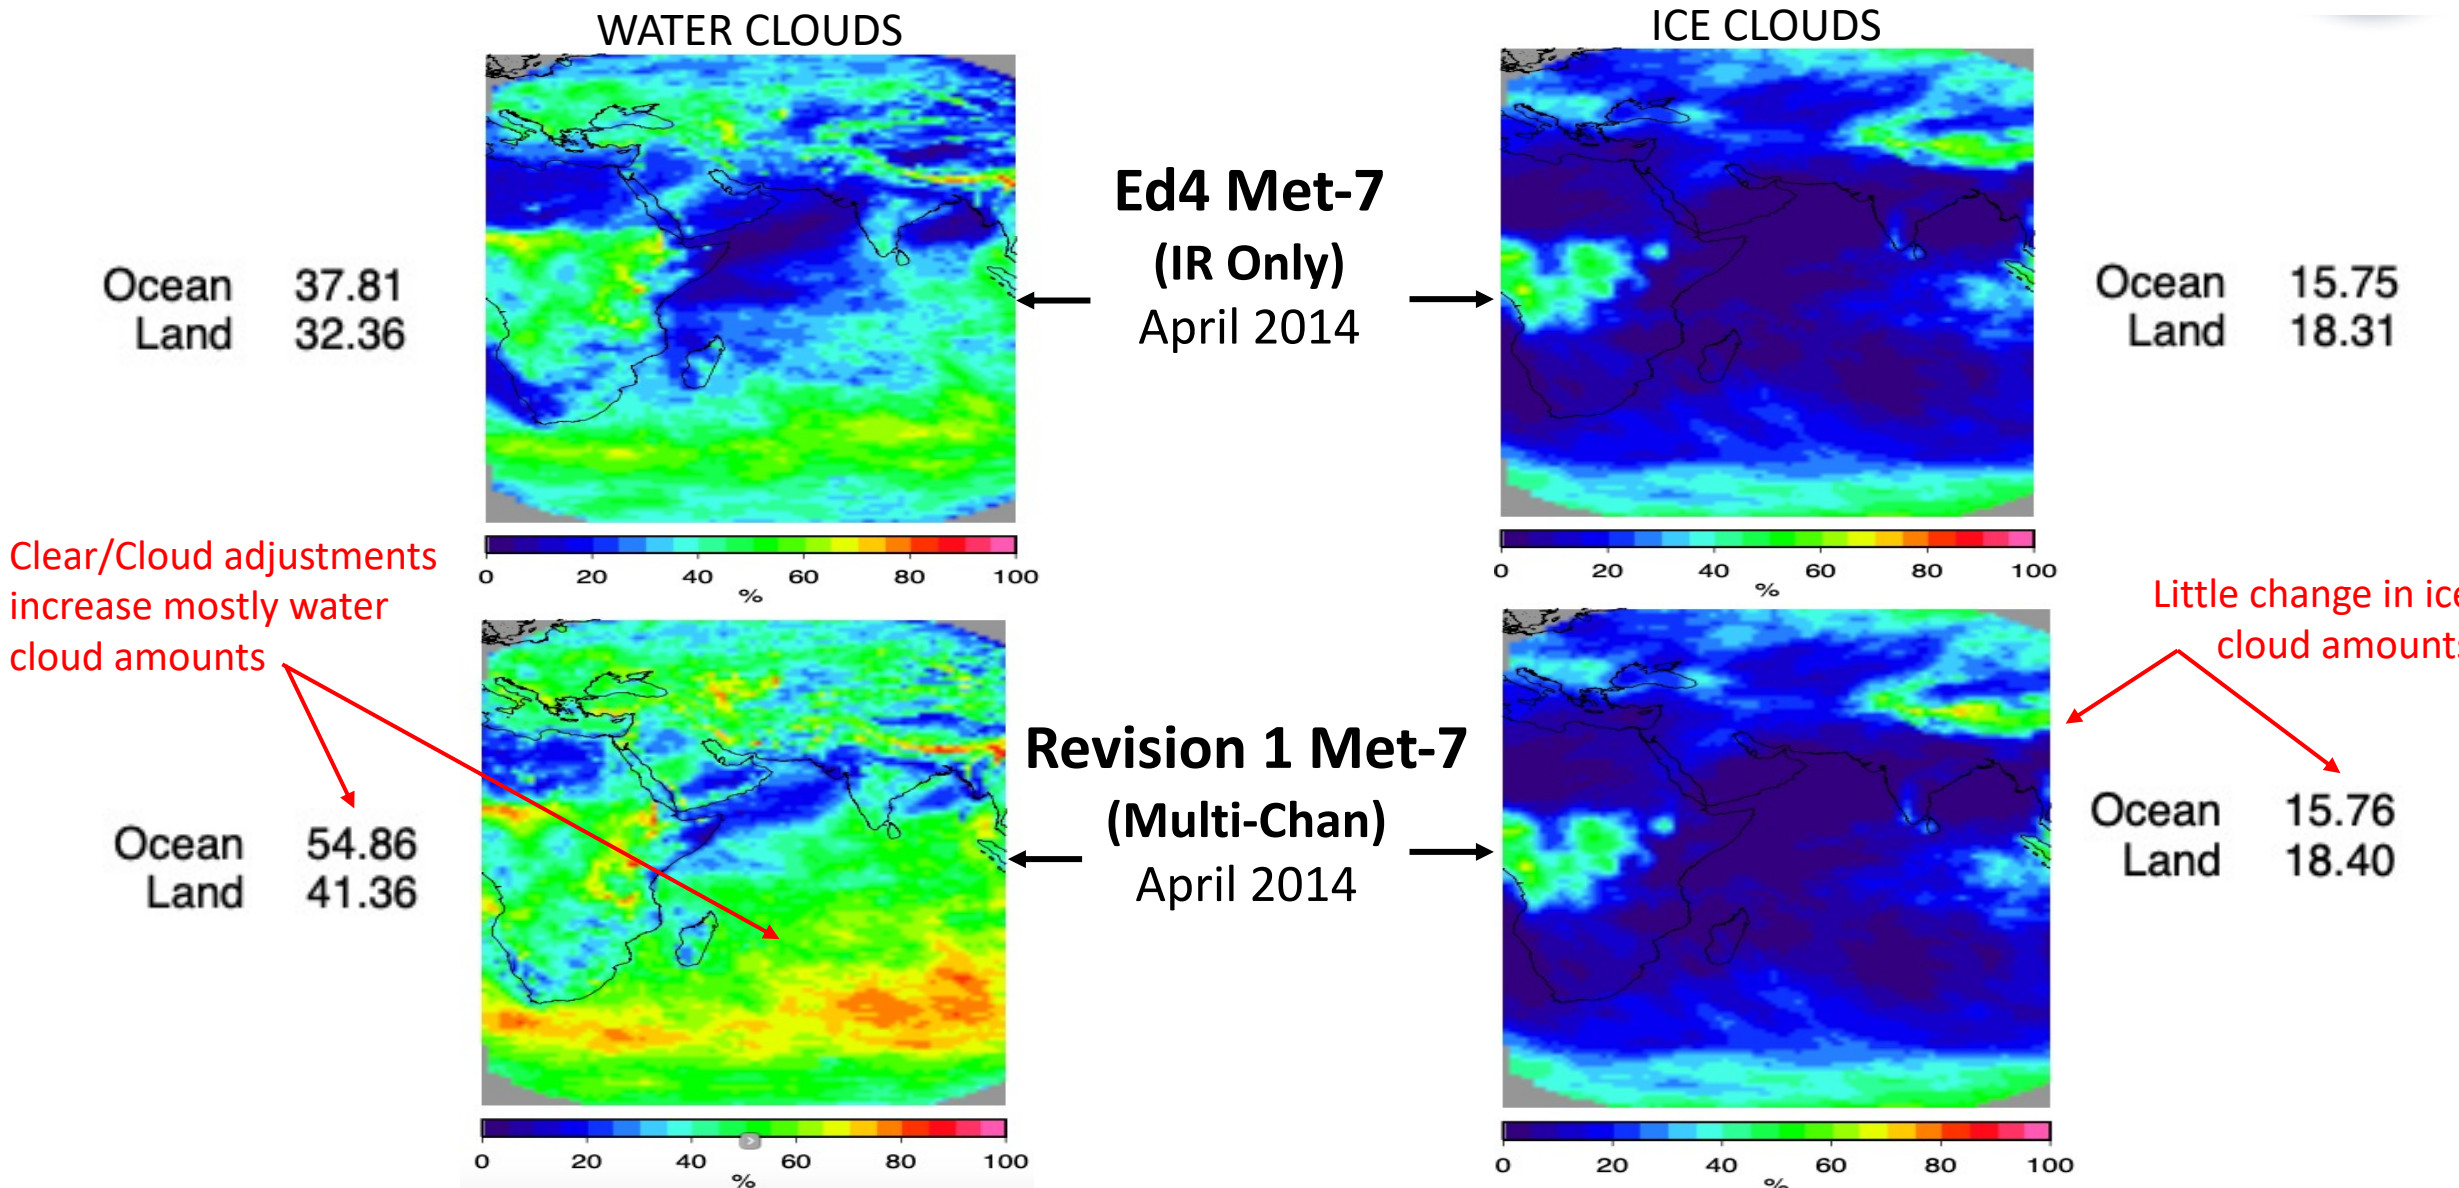 WATER CLOUDS
ICE CLOUDS
Ed4 Met-7
(IR Only)
April 2014
Ocean 37.81
Land 32.36
Ocean 15.75
Land 18.31
0 20 40 60 80 100
%
0 20 40 60 80 100
%
Clear/Cloud adjustments
increase mostly water
cloud amounts
Little change in ice
cloud amounts
Revision 1 Met-7
(Multi-Chan)
April 2014
Ocean 54.86
Land 41.36
Ocean 15.76
Land 18.40
0 20 40 60 80 100
%
0 20 40 60 80 100
%